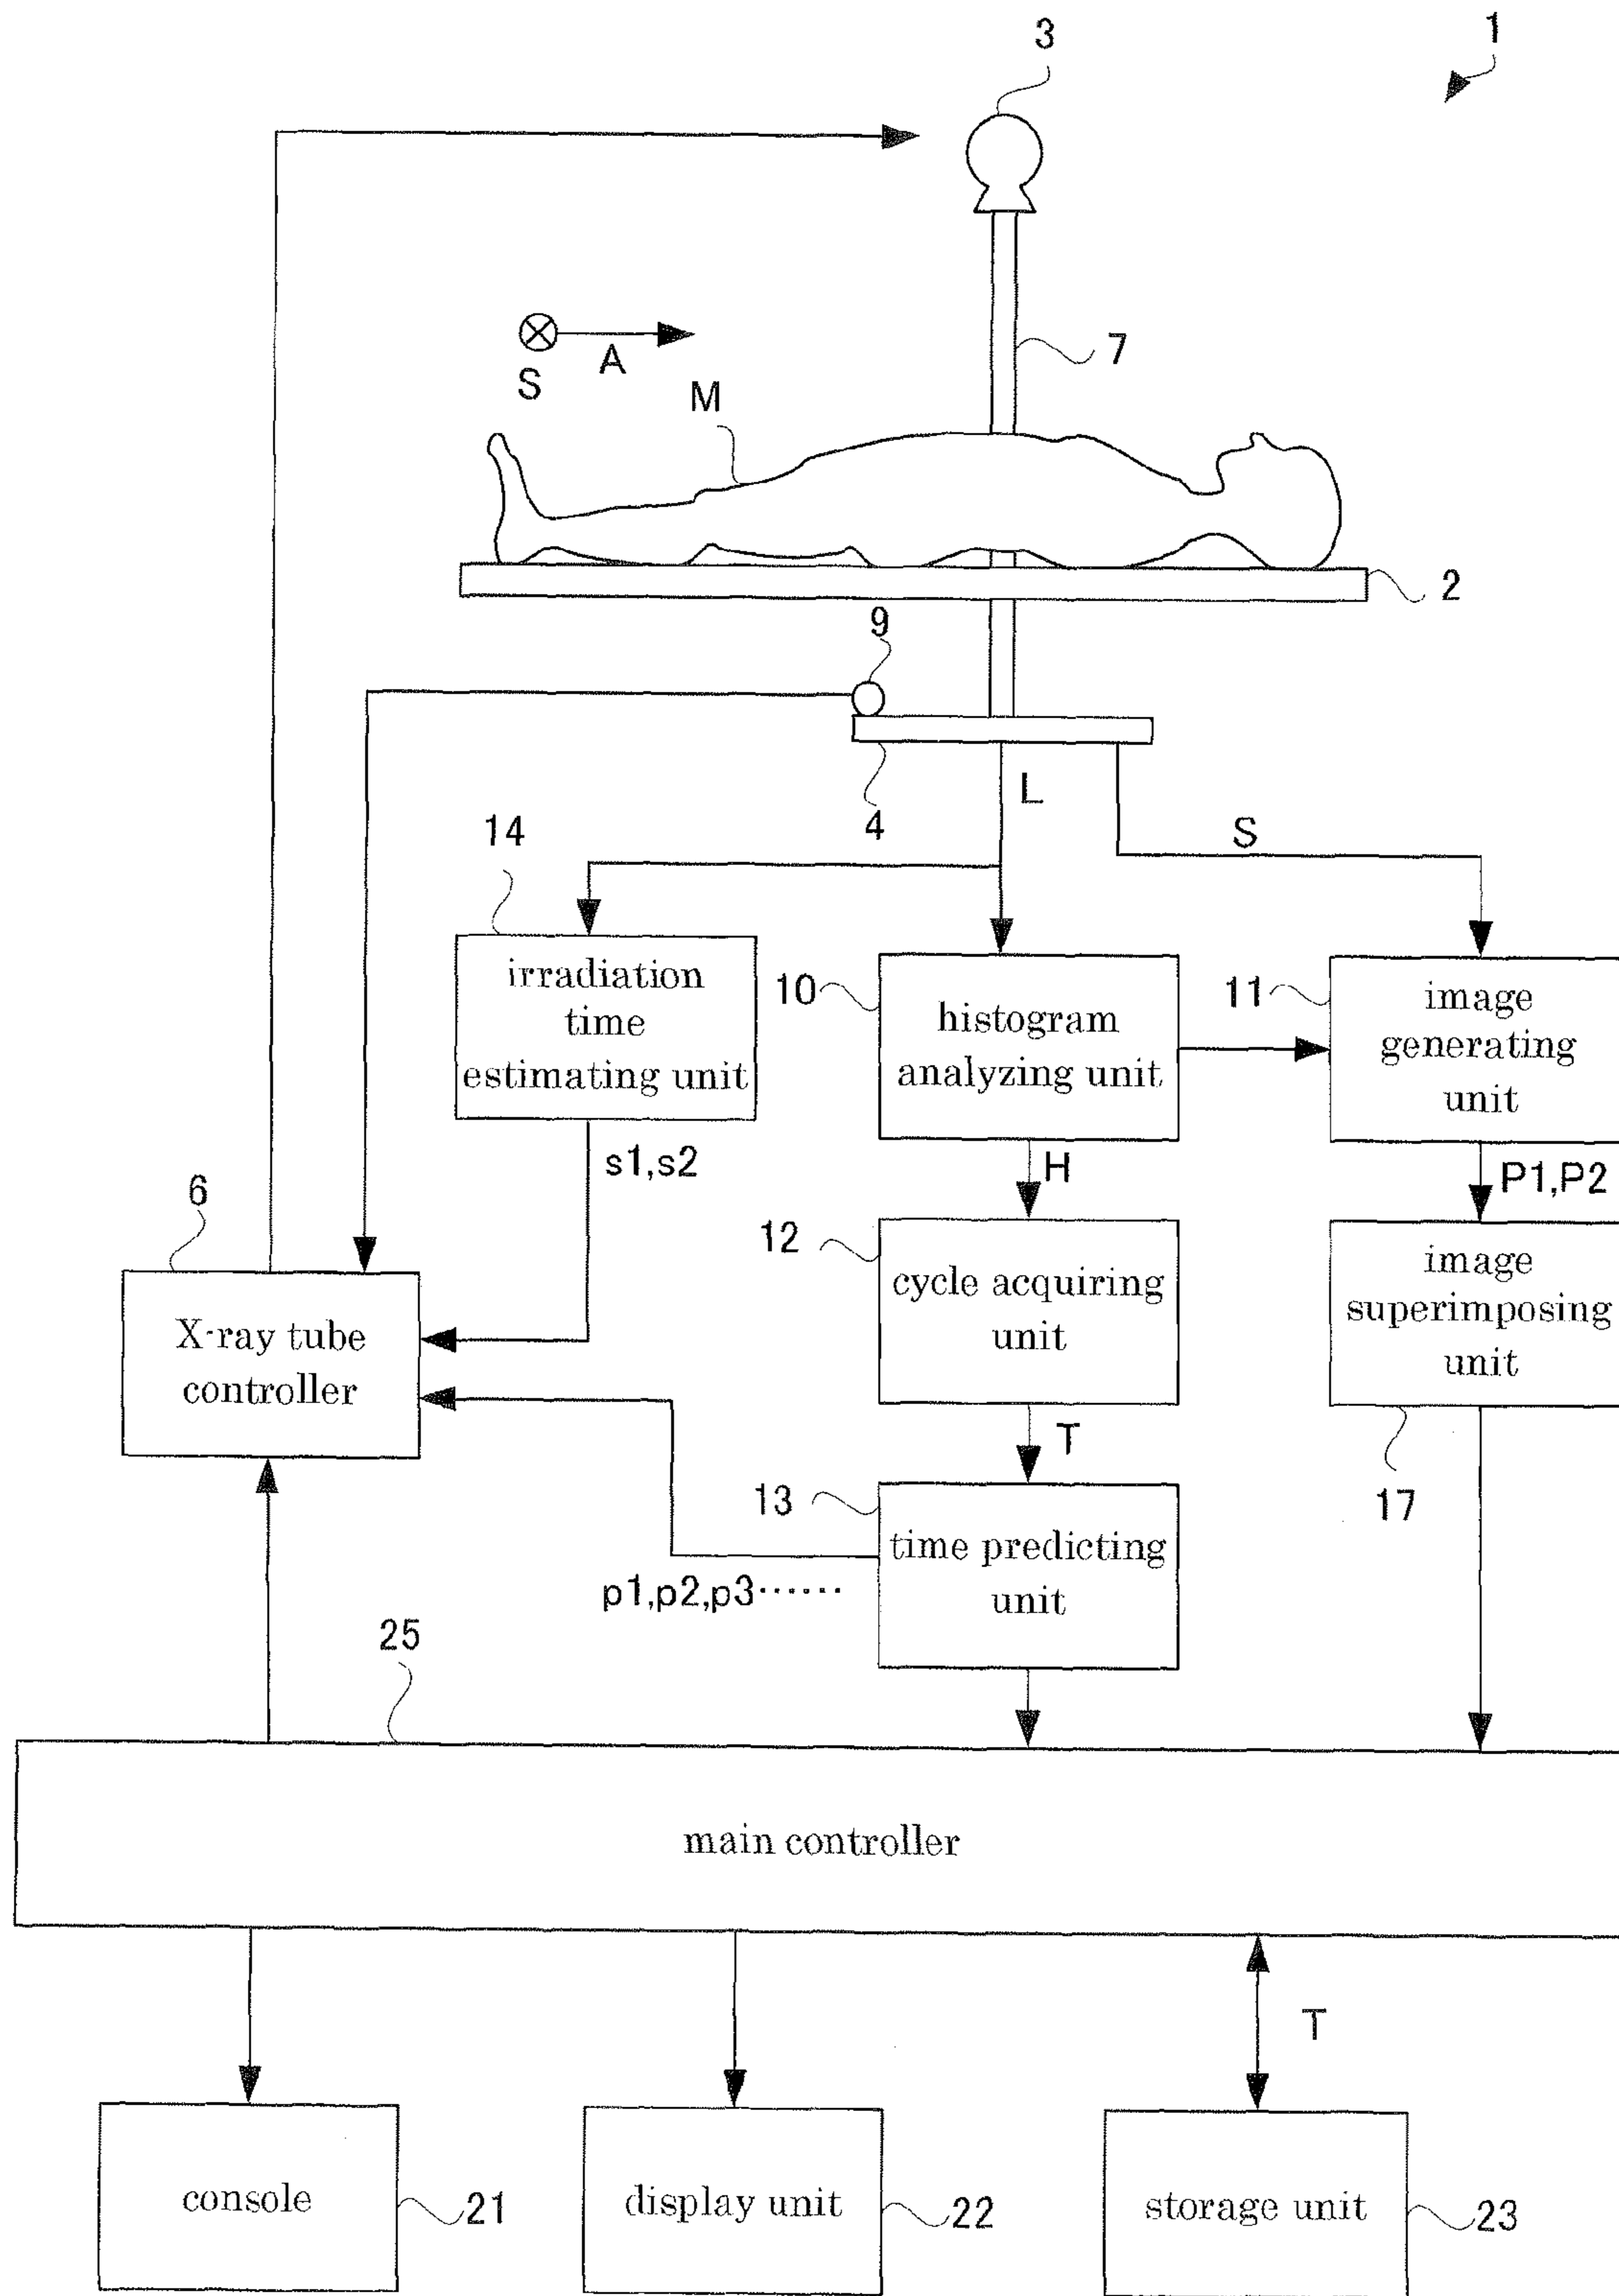 1
3
7
A
S
M
2
9
L
4
S
14
irradiation
time
estimating unit
10
histogram
analyzing unit
11
image
generating
unit
s1,s2
H
P1,P2
6
X-ray tube
controller
12
cycle acquiring
unit
image
superimposing
unit
T
17
13
time predicting
unit
p1,p2,p3······
25
main controller
T
console
21
display unit
22
storage unit
23